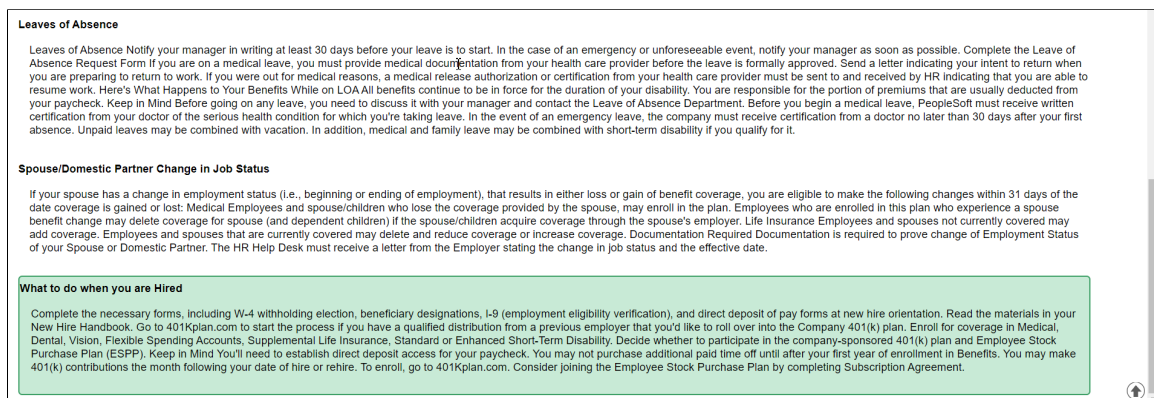 Leaves of Absence
Leaves of Absence Notify your manager in writing at least 30 days before your leave is to start. In the case of an emergency or unforeseeable event, notify your manager as soon as possible. Complete the Leave of
Absence Request Form If you are on a medical leave, you must provide medical documentation from your health care provider before the leave is formally approved. Send a letter indicating your intent to return when
you are preparing to return to work. If you were out for medical reasons, a medical release authorization or certification from your health care provider must be sent to and received by HR indicating that you are able to
resume work. Here's What Happens to Your Benefits While on LOA All benefits continue to be in force for the duration of your disability. You are responsible for the portion of premiums that are usually deducted from
your paycheck. Keep in Mind Before going on any leave, you need to discuss it with your manager and contact the Leave of Absence Department. Before you begin a medical leave, PeopleSoft must receive written
certification from your doctor of the serious health condition for which you're taking leave. In the event of an emergency leave, the company must receive certification from a doctor no later than 30 days after your first
absence. Unpaid leaves may be combined with vacation. In addition, medical and family leave may be combined with short-term disability if you qualify for it.
Spouse/Domestic Partner Change in Job Status
If your spouse has a change in employment status (i.e., beginning or ending of employment), that results in either loss or gain of benefit coverage, you are eligible to make the following changes within 31 days of the
date coverage is gained or lost: Medical Employees and spouse/children who lose the coverage provided by the spouse, may enroll in the plan. Employees who are enrolled in this plan who experience a spouse
benefit change may delete coverage for spouse (and dependent children) if the spouse/children acquire coverage through the spouse's employer. Life Insurance Employees and spouses not currently covered may
add coverage. Employees and spouses that are currently covered may delete and reduce coverage or increase coverage. Documentation Required Documentation is required to prove change of Employment Status
of your Spouse or Domestic Partner. The HR Help Desk must receive a letter from the Employer stating the change in job status and the effective date.
What to do when you are Hired
Complete the necessary forms, including W-4 withholding election, beneficiary designations, I-9 (employment eligibility verification), and direct deposit of pay forms at new hire orientation. Read the materials in your
New Hire Handbook. Go to 401Kplan.com to start the process if you have a qualified distribution from a previous employer that you'd like to roll over into the Company 401(k) plan. Enroll for coverage in Medical,
Dental, Vision, Flexible Spending Accounts, Supplemental Life Insurance, Standard or Enhanced Short-Term Disability. Decide whether to participate in the company-sponsored 401(k) plan and Employee Stock
Purchase Plan (ESPP). Keep in Mind You'll need to establish direct deposit access for your paycheck. You may not purchase additional paid time off until after your first year of enrollment in Benefits. You may make
401(k) contributions the month following your date of hire or rehire. To enroll, go to 401Kplan.com. Consider joining the Employee Stock Purchase Plan by completing Subscription Agreement.